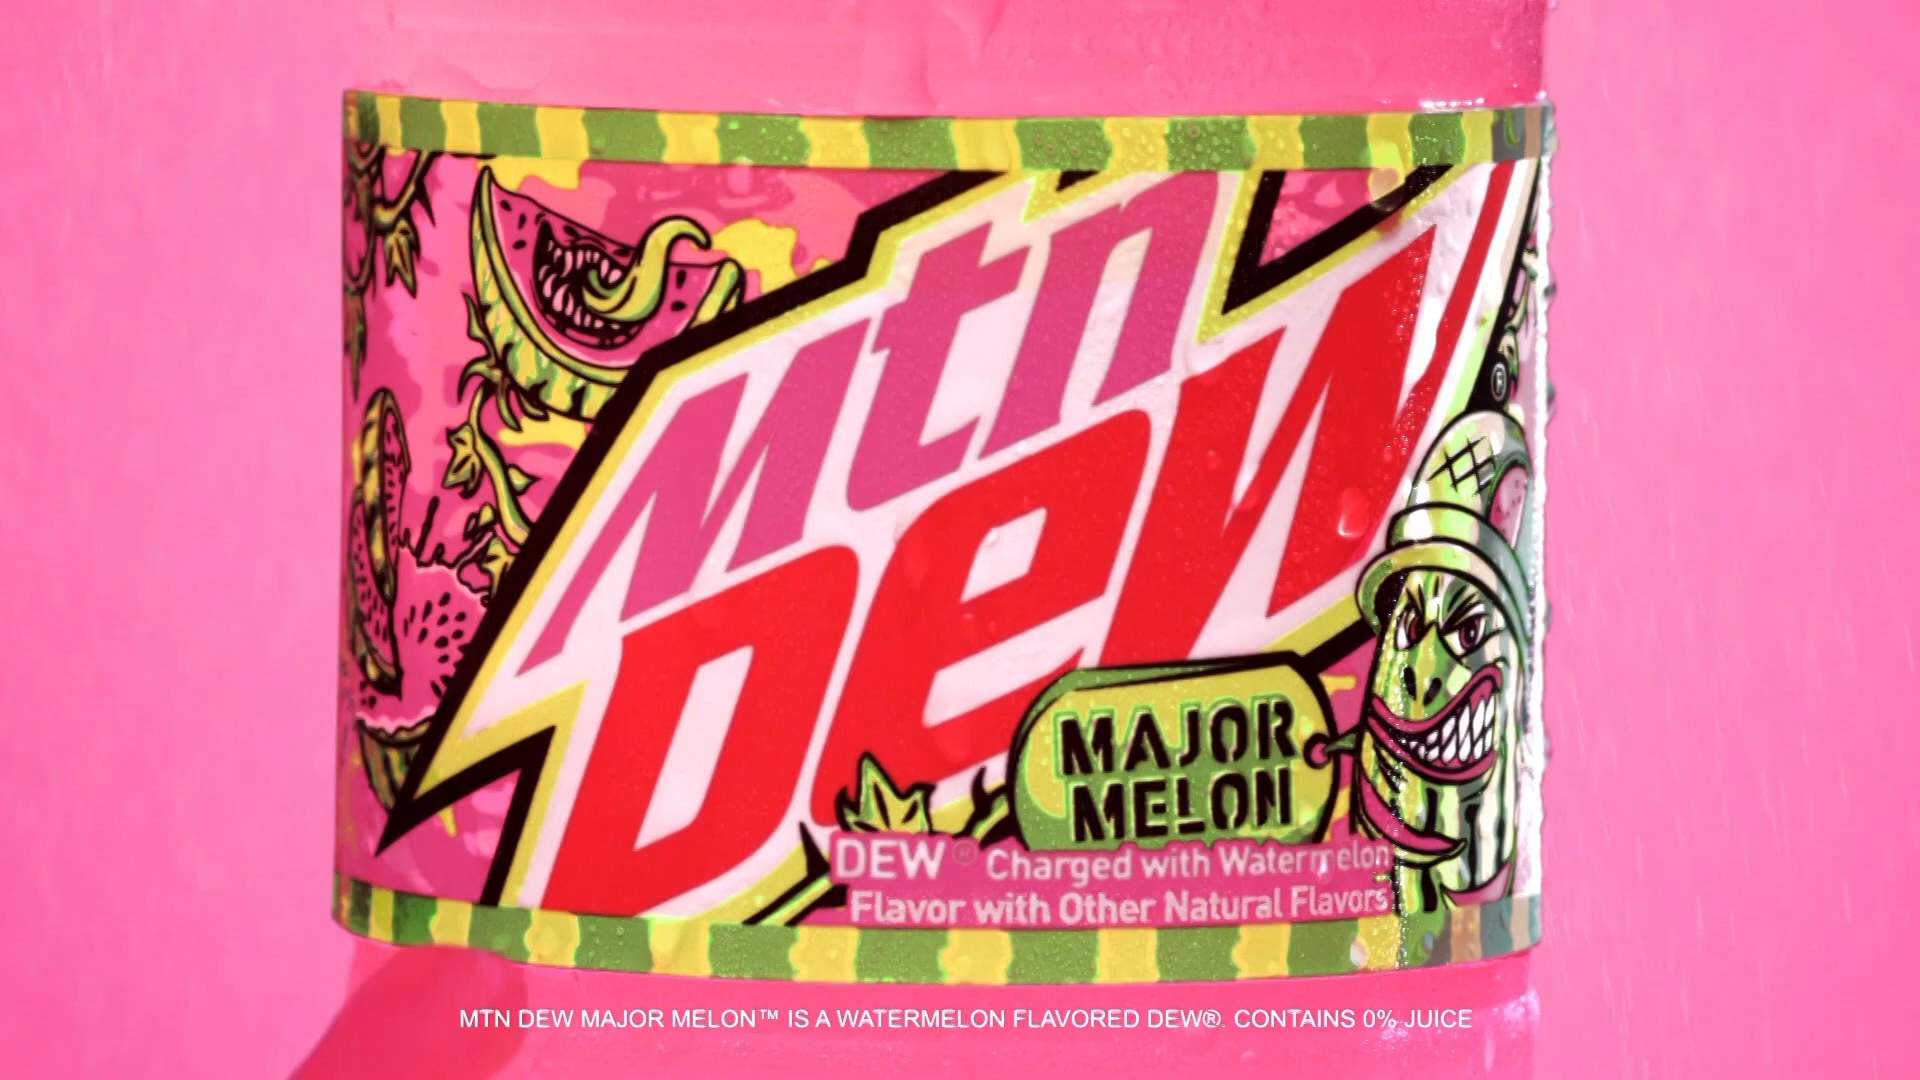 Mtn
Dew
®
MAJOR
MELON
DEW® Charged with Watermelon
Flavor with Other Natural Flavors
MTN DEW MAJOR MELON™ IS A WATERMELON FLAVORED DEW®. CONTAINS 0% JUICE